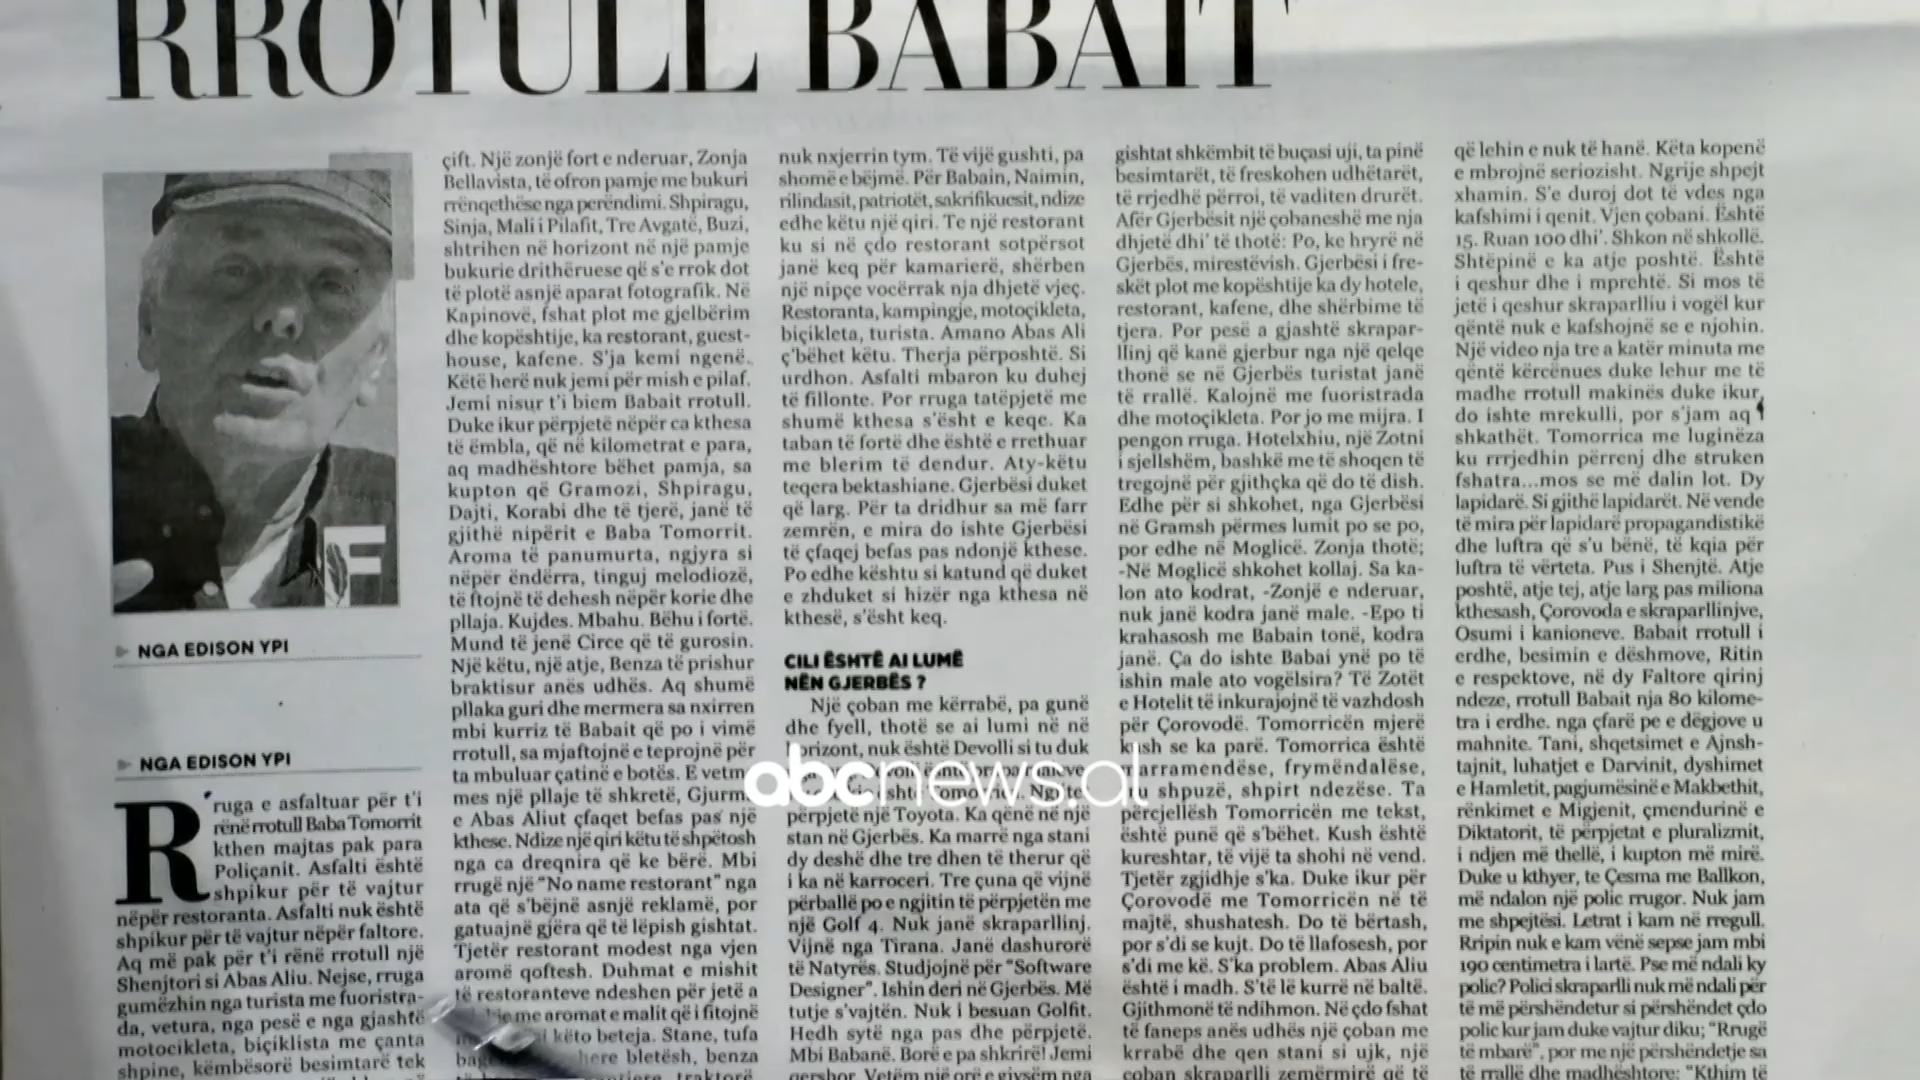 RROTULL BABAIT
NGA EDISON YPI
NGA EDISON YPI
Rruga e asfaltuar për t'i
rënë rrotull Baba Tomorrit
kthen majtas pak para
Poliçanit. Asfalti është
shpikur për të vajtur
nëpër restoranta. Asfalti nuk është
shpikur për të vajtur nëpër faltore.
Aq më pak për t'i rënë rrotull një
Shenjtori si Abas Aliu. Nejse, rruga
gumëzhin nga turista me fuoristra-
da, vetura, nga pesë e nga gjashtë
motocikleta, biçiklista me çanta
shpine, këmbësorë besimtarë tek
çift. Një zonjë fort e nderuar, Zonja
Bellavista, të ofron pamje me bukuri
rrënqethëse nga perëndimi. Shpiragu,
Sinja, Mali i Pilafit, Tre Avgatë, Buzi,
shtrihen në horizont në një pamje
bukurie drithëruese që s'e rrok dot
të plotë asnjë aparat fotografik. Në
Kapinovë, fshat plot me gjelbërim
dhe kopështije, ka restorant, guest-
house, kafene. S'ja kemi ngenë.
Këtë herë nuk jemi për mish e pilaf.
Jemi nisur t'i biem Babait rrotull.
Duke ikur përpjetë nëpër ca kthesa
të ëmbla, që në kilometrat e para,
aq madhështore bëhet pamja, sa
kupton që Gramozi, Shpiragu,
Dajti, Korabi dhe të tjerë, janë të
gjithë nipërit e Baba Tomorrit.
Aroma të panumurta, ngjyra si
nëpër ëndërra, tinguj melodiozë,
të ftojnë të dehesh nëpër korie dhe
pllaja. Kujdes. Mbahu. Bëhu i fortë.
Mund të jenë Circe që të gurosin.
Një këtu, një atje, Benza të prishur
braktisur anës udhës. Aq shumë
pllaka guri dhe mermera sa nxirren
mbi kurriz të Babait që po i vimë
rrotull, sa mjaftojnë e teprojnë për
ta mbuluar çatinë e botës. E vetme
mes një pllaje të shkretë, Gjurma
e Abas Aliut çfaqet befas pas një
kthese. Ndize një qiri këtu të shpëtosh
nga ca dreqnira që ke bërë. Mbi
rrugë një "No name restorant" nga
ata që s'bëjnë asnjë reklamë, por
gatuajnë gjëra që të lëpish gishtat.
Tjetër restorant modest nga vjen
aromë qoftesh. Duhmat e mishit
të restoranteve ndeshen për jetë a
me aromat e malit që i fitojnë
këto beteja. Stane, tufa
bletësh, benza
traktorë
nuk nxjerrin tym. Të vijë gushti, pa
shomë e bëjmë. Për Babain, Naimin,
rilindasit, patriotët, sakrifikuesit, ndize
edhe këtu një qiri. Te një restorant
ku si në çdo restorant sotpërsot
janë keq për kamarierë, shërben
një nipçe vocërrak nja dhjetë vjeç.
Restoranta, kampingje, motoçikleta,
biçikleta, turista. Amano Abas Ali
ç'bëhet këtu. Therja përposhtë. Si
urdhon. Asfalti mbaron ku duhej
të fillonte. Por rruga tatëpjetë me
shumë kthesa s'ësht e keqe. Ka
taban të fortë dhe është e rrethuar
me blerim të dendur. Aty-këtu
teqera bektashiane. Gjerbësi duket
që larg. Për ta dridhur sa më farr
zemrën, e mira do ishte Gjerbësi
të çfaqej befas pas ndonjë kthese.
Po edhe kështu si katund që duket
e zhduket si hizër nga kthesa në
kthesë, s'ësht keq.
CILI ËSHTË AI LUMË
NËN GJERBËS ?
Një çoban me kërrabë, pa gunë
dhe fyell, thotë se ai lumi në në
horizont, nuk është Devolli si tu duk
përpjetë një Toyota. Ka qënë në një
stan në Gjerbës. Ka marrë nga stani
dy deshë dhe tre dhen të therur që
i ka në karroceri. Tre çuna që vijnë
përballë po e ngjitin të përpjetën me
një Golf 4. Nuk janë skraparllinj.
Vijnë nga Tirana. Janë dashurorë
të Natyrës. Studjojnë për "Software
Designer". Ishin deri në Gjerbës. Më
tutje s'vajtën. Nuk i besuan Golfit.
Hedh sytë nga pas dhe përpjetë.
Mbi Babanë. Borë e pa shkrirë! Jemi
qershor. Vetëm një orë e gjysëm nga
gishtat shkëmbit të buçasi uji, ta pinë
besimtarët, të freskohen udhëtarët,
të rrjedhë përroi, të vaditen drurët.
Afër Gjerbësit një çobaneshë me nja
dhjetë dhi' të thotë: Po, ke hryrë në
Gjerbës, mirestëvish. Gjerbësi i fre-
skët plot me kopështije ka dy hotele,
restorant, kafene, dhe shërbime të
tjera. Por pesë a gjashtë skrapar-
llinj që kanë gjerbur nga një qelqe
thonë se në Gjerbës turistat janë
të rrallë. Kalojnë me fuoristrada
dhe motoçikleta. Por jo me mijra. I
pengon rruga. Hotelxhiu, një Zotni
i sjellshëm, bashkë me të shoqen të
tregojnë për gjithçka që do të dish.
Edhe për si shkohet, nga Gjerbësi
në Gramsh përmes lumit po se po,
por edhe në Moglicë. Zonja thotë;
-Në Moglicë shkohet kollaj. Sa ka-
lon ato kodrat, -Zonjë e nderuar,
nuk janë kodra janë male. -Epo ti
krahasosh me Babain tonë, kodra
janë. Ça do ishte Babai ynë po të
ishin male ato vogëlsira? Të Zotët
e Hotelit të inkurajojnë të vazhdosh
për Çorovodë. Tomorricën mjerë
kush se ka parë. Tomorrica është
marramendëse, frymëndalëse,
shpuzë, shpirt ndezëse. Ta
përcjellësh Tomorricën me tekst,
është punë që s'bëhet. Kush është
kureshtar, të vijë ta shohi në vend.
Tjetër zgjidhje s'ka. Duke ikur për
Çorovodë me Tomorricën në të
majtë, shushatesh. Do të bërtash,
por s'di se kujt. Do të llafosesh, por
s'di me kë. S'ka problem. Abas Aliu
është i madh. S'të lë kurrë në baltë.
Gjithmonë të ndihmon. Në çdo fshat
të faneps anës udhës një çoban me
krrabë dhe qen stani si ujk, një
çoban skraparlli zemërmirë që të
që lehin e nuk të hanë. Këta kopenë
e mbrojnë seriozisht. Ngrije shpejt
xhamin. S'e duroj dot të vdes nga
kafshimi i qenit. Vjen çobani. Është
15. Ruan 100 dhi'. Shkon në shkollë.
Shtëpinë e ka atje poshtë. Është
i qeshur dhe i mprehtë. Si mos të
jetë i qeshur skraparlliu i vogël kur
qëntë nuk e kafshojnë se e njohin.
Një video nja tre a katër minuta me
qëntë kërcënues duke lehur me të
madhe rrotull makinës duke ikur,
do ishte mrekulli, por s'jam aq
shkathët. Tomorrica me luginëza
ku rrrjedhin përrenj dhe struken
fshatra...mos se më dalin lot. Dy
lapidarë. Si gjithë lapidarët. Në vende
të mira për lapidarë propagandistikë
dhe luftra që s'u bënë, të kqia për
luftra të vërteta. Pus i Shenjtë. Atje
poshtë, atje tej, atje larg pas miliona
kthesash, Çorovoda e skraparllinjve,
Osumi i kanioneve. Babait rrotull i
erdhe, besimin e dëshmove, Ritin
e respektove, në dy Faltore qirinj
ndeze, rrotull Babait nja 80 kilome-
tra i erdhe. nga çfarë pe e dëgjove u
mahnite. Tani, shqetsimet e Ajnsh-
tajnit, luhatjet e Darvinit, dyshimet
e Hamletit, pagjumësinë e Makbethit,
rënkimet e Migjenit, çmendurinë e
Diktatorit, të përpjetat e pluralizmit,
i ndjen më thellë, i kupton më mirë.
Duke u kthyer, te Çesma me Ballkon,
më ndalon një polic rrugor. Nuk jam
me shpejtësi. Letrat i kam në rregull.
Rripin nuk e kam vënë sepse jam mbi
190 centimetra i lartë. Pse më ndali ky
polic? Polici skraparlli nuk më ndali për
të më përshëndetur si përshëndet çdo
polic kur jam duke vajtur diku; "Rrugë
të mbarë", por me një përshëndetje sa
të rrallë dhe madhështore: "Kthim të
F
abcnews.al